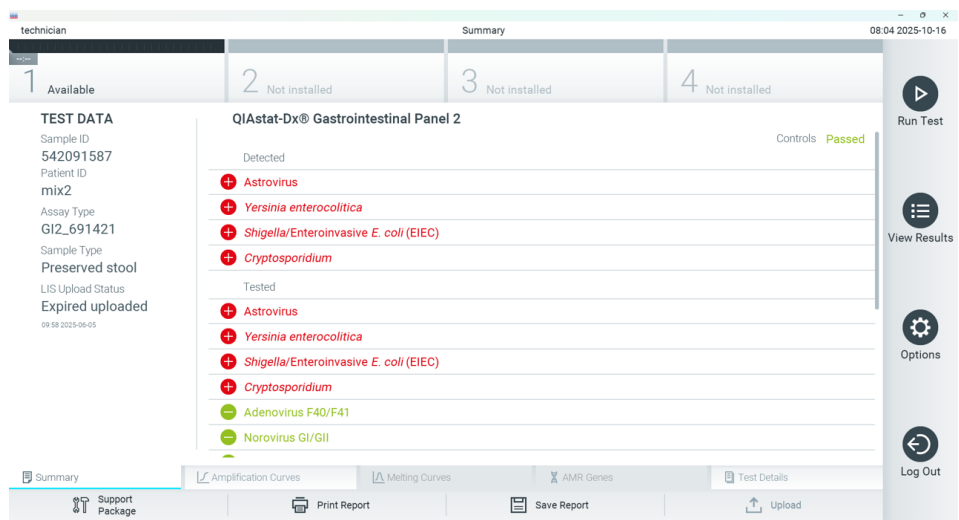 technician Summary 08:04 2025-10-16
--:--
1 Available 2 Not installed 3 Not installed 4 Not installed
TEST DATA
Sample ID
542091587
Patient ID
mix2
Assay Type
GI2_691421
Sample Type
Preserved stool
LIS Upload Status
Expired uploaded
09:58 2025-06-05
QIAstat-Dx® Gastrointestinal Panel 2
Controls Passed
Detected
Astrovirus
Yersinia enterocolitica
Shigella/Enteroinvasive E. coli (EIEC)
Cryptosporidium
Tested
Astrovirus
Yersinia enterocolitica
Shigella/Enteroinvasive E. coli (EIEC)
Cryptosporidium
Adenovirus F40/F41
Norovirus GI/GII
Run Test
View Results
Options
Log Out
Summary Amplification Curves Melting Curves AMR Genes Test Details
Support
Package
Print Report Save Report Upload